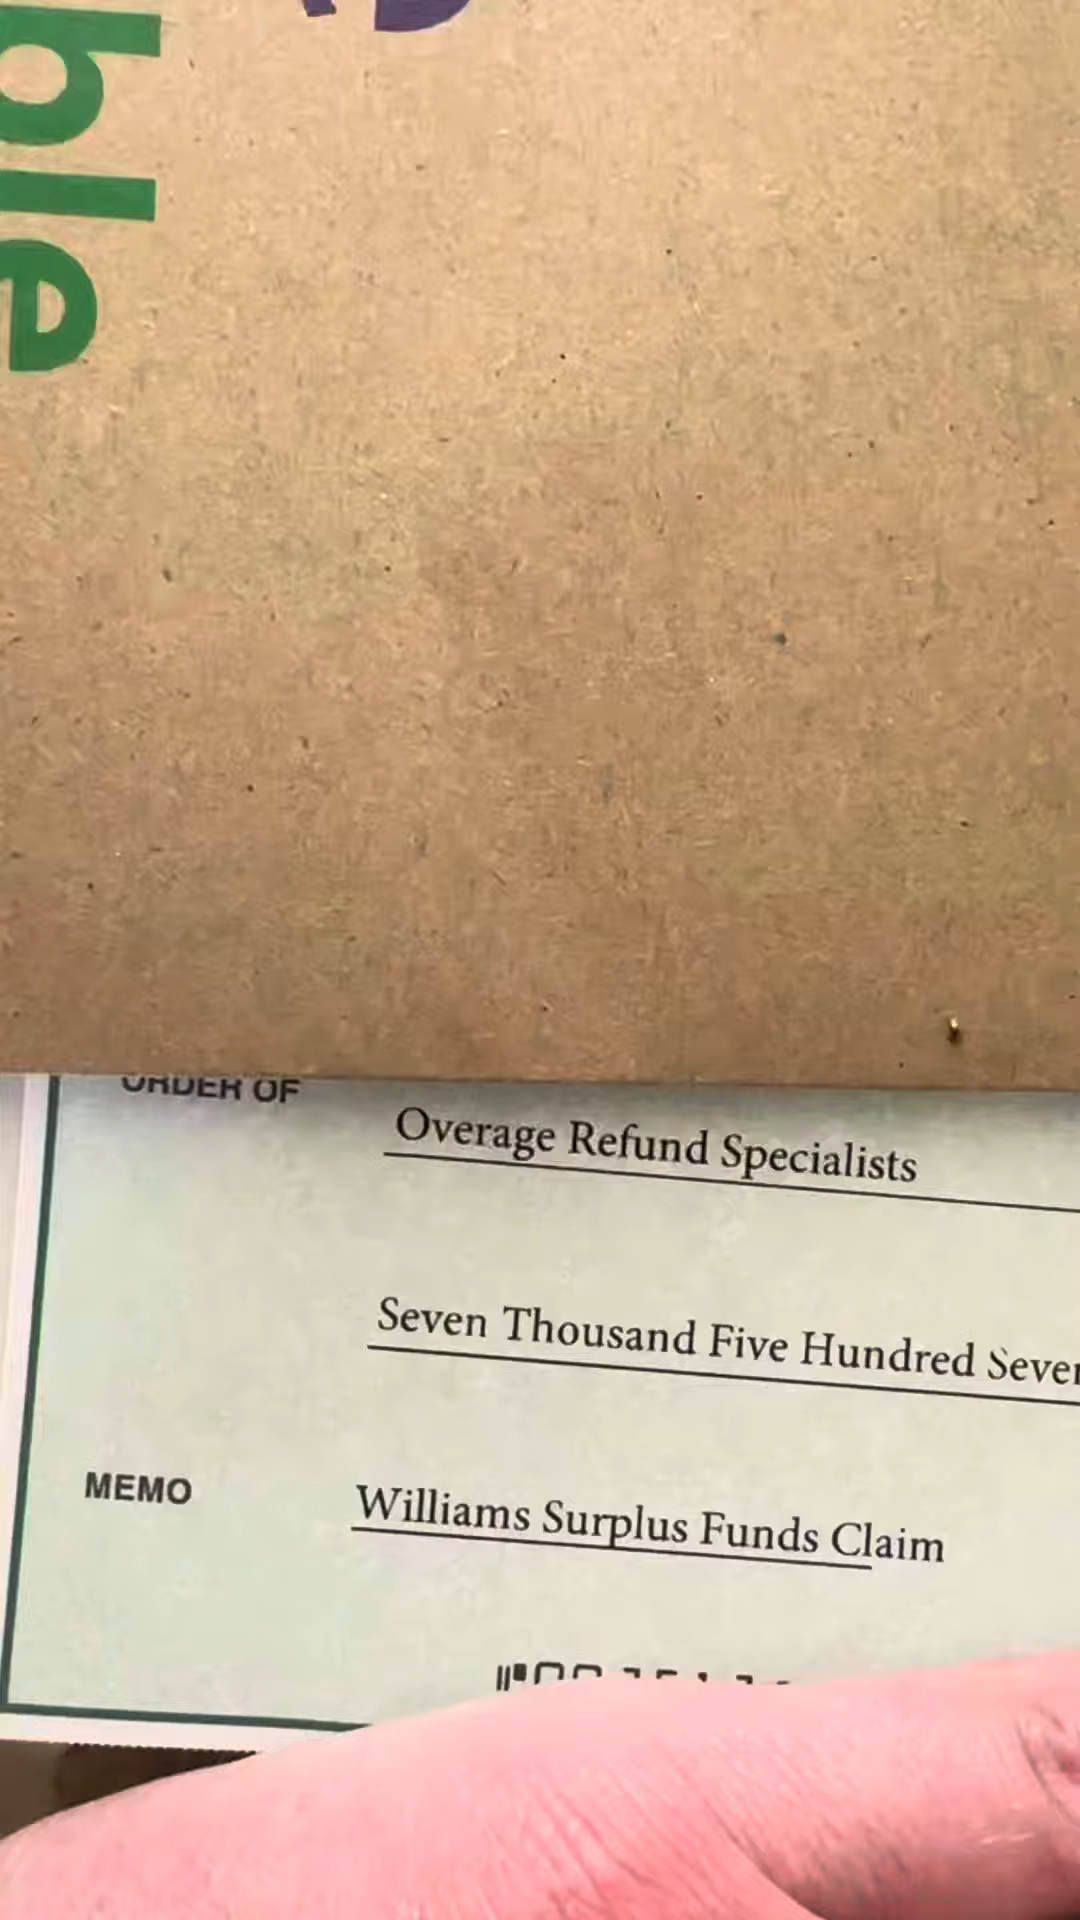 ble
ORDER OF
Overage Refund Specialists
Seven Thousand Five Hundred
MEMO
Williams Surplus Funds Claim